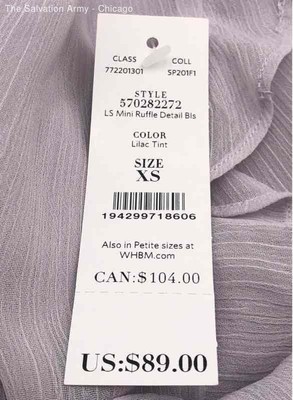 The Salvation Army - Chicago
CLASS COLL
772201301 SP201F1
STYLE
570282272
LS Mini Ruffle Detail Bls
COLOR
Lilac Tint
SIZE
XS
194299718606
Also in Petite sizes at
WHBM.com
CAN:$104.00
US:$89.00